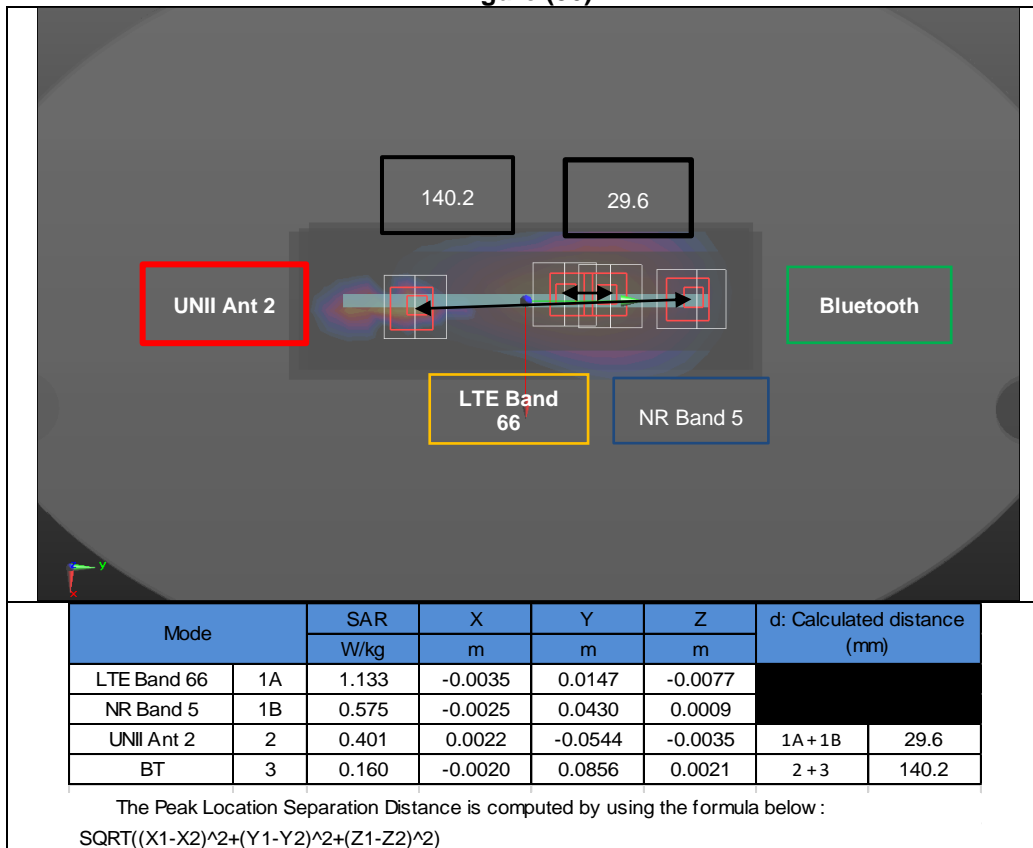 140.2
29.6
UNII Ant 2
Bluetooth
LTE Band
66
NR Band 5
y
x
Mode SAR X Y Z d: Calculated distance
(mm)
W/kg m m m
LTE Band 66 1A 1.133 -0.0035 0.0147 -0.0077
NR Band 5 1B 0.575 -0.0025 0.0430 0.0009
UNII Ant 2 2 0.401 0.0022 -0.0544 -0.0035 1A + 1B 29.6
BT 3 0.160 -0.0020 0.0856 0.0021 2 + 3 140.2
The Peak Location Separation Distance is computed by using the formula below :
SQRT((X1-X2)^2+(Y1-Y2)^2+(Z1-Z2)^2)